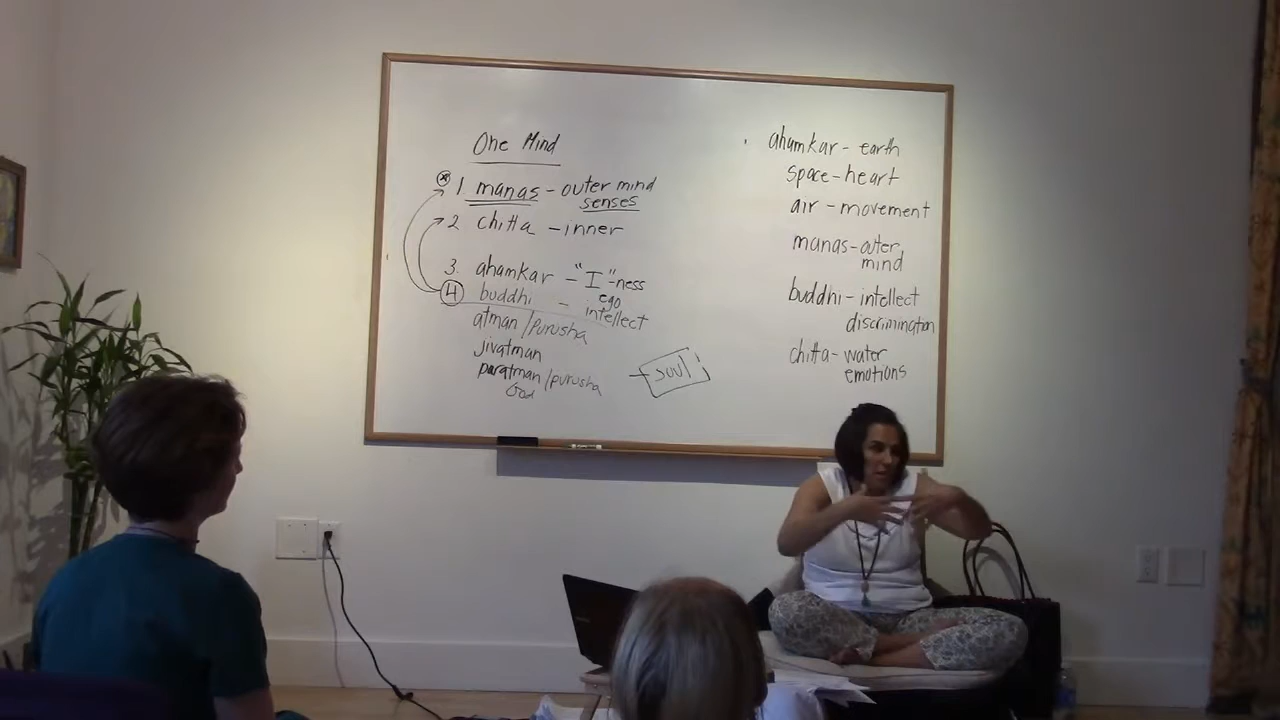 One Mind
1. manas - outer mind
senses
2 chitta - inner
3. ahamkar - "I"-ness
ego
4 buddhi - intellect
atman / purusha
jivatman
paratman / purusha
God
soul
ahamkar - earth
space - heart
air - movement
manas - outer
mind
buddhi - intellect
discrimination
chitta - water
emotions